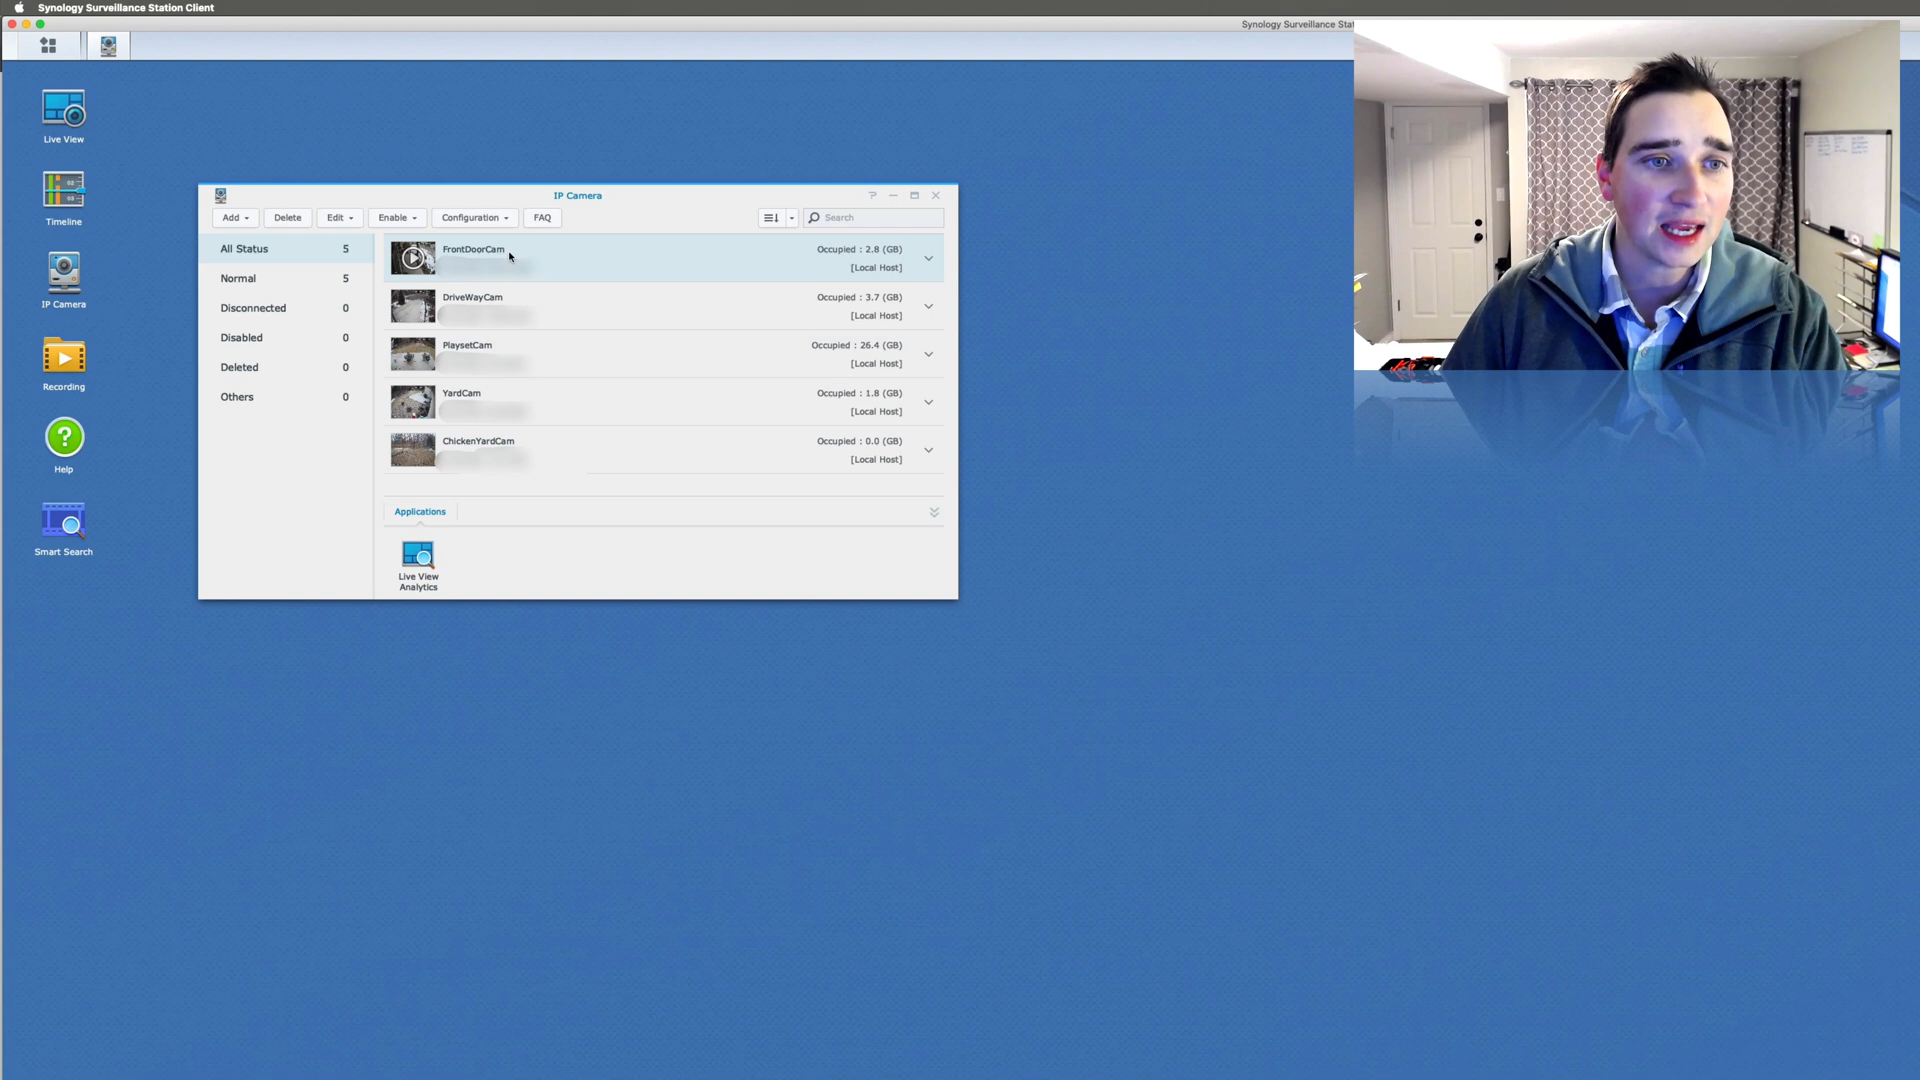 Synology Surveillance Station Client
Synology Surveillance Stat
Live View
Timeline
IP Camera
Recording
Help
Smart Search
IP Camera
Add
Delete
Edit
Enable
Configuration
FAQ
Search
All Status 5
Normal 5
Disconnected 0
Disabled 0
Deleted 0
Others 0
FrontDoorCam
Occupied : 2.8 (GB)
[Local Host]
DriveWayCam
Occupied : 3.7 (GB)
[Local Host]
PlaysetCam
Occupied : 26.4 (GB)
[Local Host]
YardCam
Occupied : 1.8 (GB)
[Local Host]
ChickenYardCam
Occupied : 0.0 (GB)
[Local Host]
Applications
Live View
Analytics